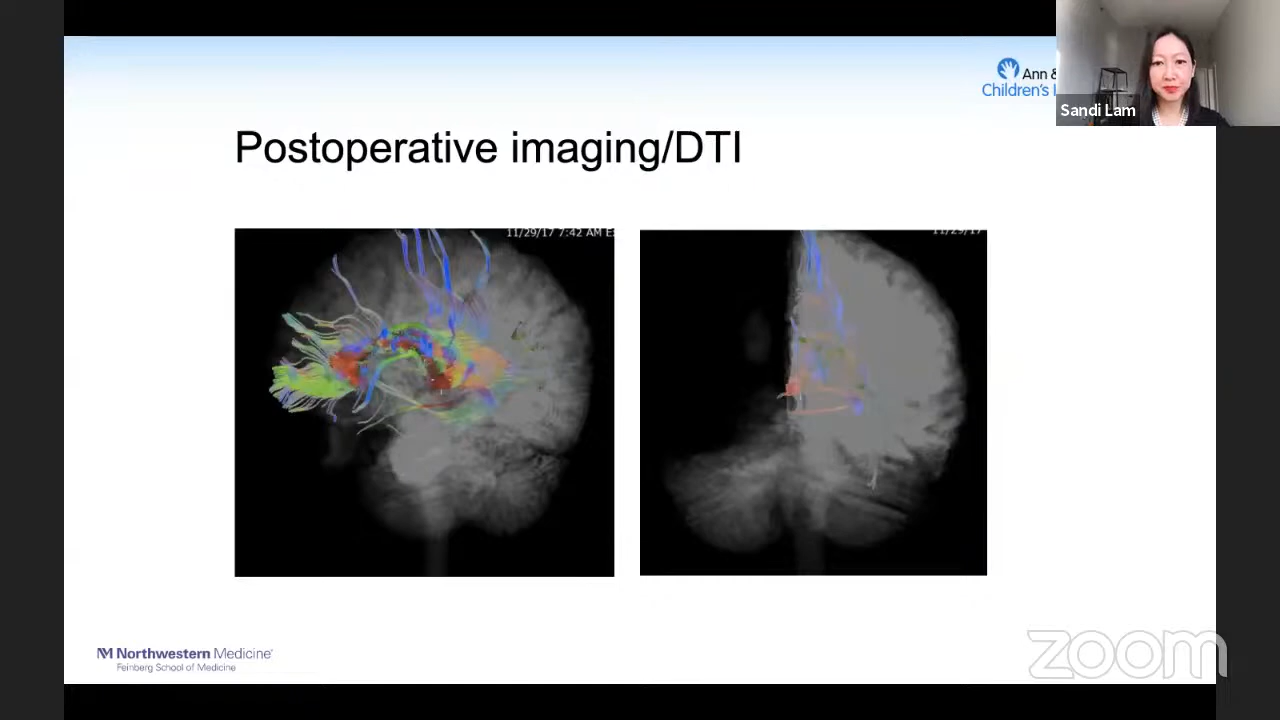 Ann &
Children's
Sandi Lam
Postoperative imaging/DTI
11/29/17 7:42 AM E
11/29/17
Northwestern Medicine
Feinberg School of Medicine
zoom